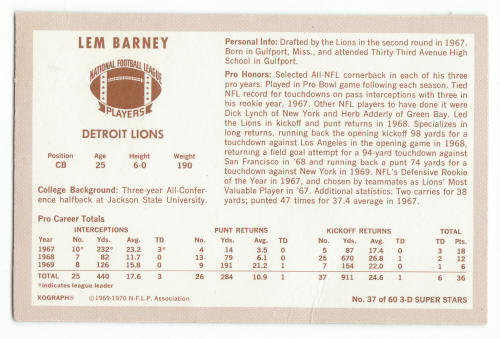 LEM BARNEY
NATIONAL FOOTBALL LEAGUE
PLAYERS
DETROIT LIONS
Position Age Height Weight
CB 25 6-0 190
College Background: Three-year All-Conference
halfback at Jackson State University.
Personal Info: Drafted by the Lions in the second round in 1967.
Born in Gulfport, Miss., and attended Thirty-Third Avenue High
School in Gulfport.
Pro Honors: Selected All-NFL cornerback in each of his three
pro years. Played in Pro Bowl game following each season. Tied
NFL record for touchdowns on pass interceptions with three in
his rookie year, 1967. Other NFL players to have done it were
Dick Lynch of New York and Herb Adderly of Green Bay. Led
the Lions in kickoff and punt returns in 1968. Specializes in
long returns, running back the opening kickoff 98 yards for a
touchdown against Los Angeles in the opening game in 1968,
returning a field goal attempt for a 94-yard touchdown against
San Francisco in '68 and running back a punt 74 yards for a
touchdown against New York in 1969. NFL's Defensive Rookie
of the Year in 1967, and chosen by teammates as Lions' Most
Valuable Player in '67. Additional statistics: Two carries for 38
yards; punted 47 times for 37.4 average in 1967.
Pro Career Totals
INTERCEPTIONS PUNT RETURNS KICKOFF RETURNS TOTAL
Year No. Yds. Avg. TD No. Yds. Avg. TD No. Yds. Avg. TD TD Pts.
1967 10* 232* 23.2 3* 4 14 3.5 0 5 87 17.4 0 3 18
1968 7 82 11.7 0 13 79 6.1 0 25 670 26.8 1 2 12
1969 8 126 15.8 0 9 191 21.2 1 7 154 22.0 0 1 6
TOTAL 25 440 17.6 3 26 284 10.9 1 37 911 24.6 1 6 36
*indicates league leader
XOGRAPH® ©1969-1970 N.F.L.P. Association No. 37 of 60 3-D SUPER STARS